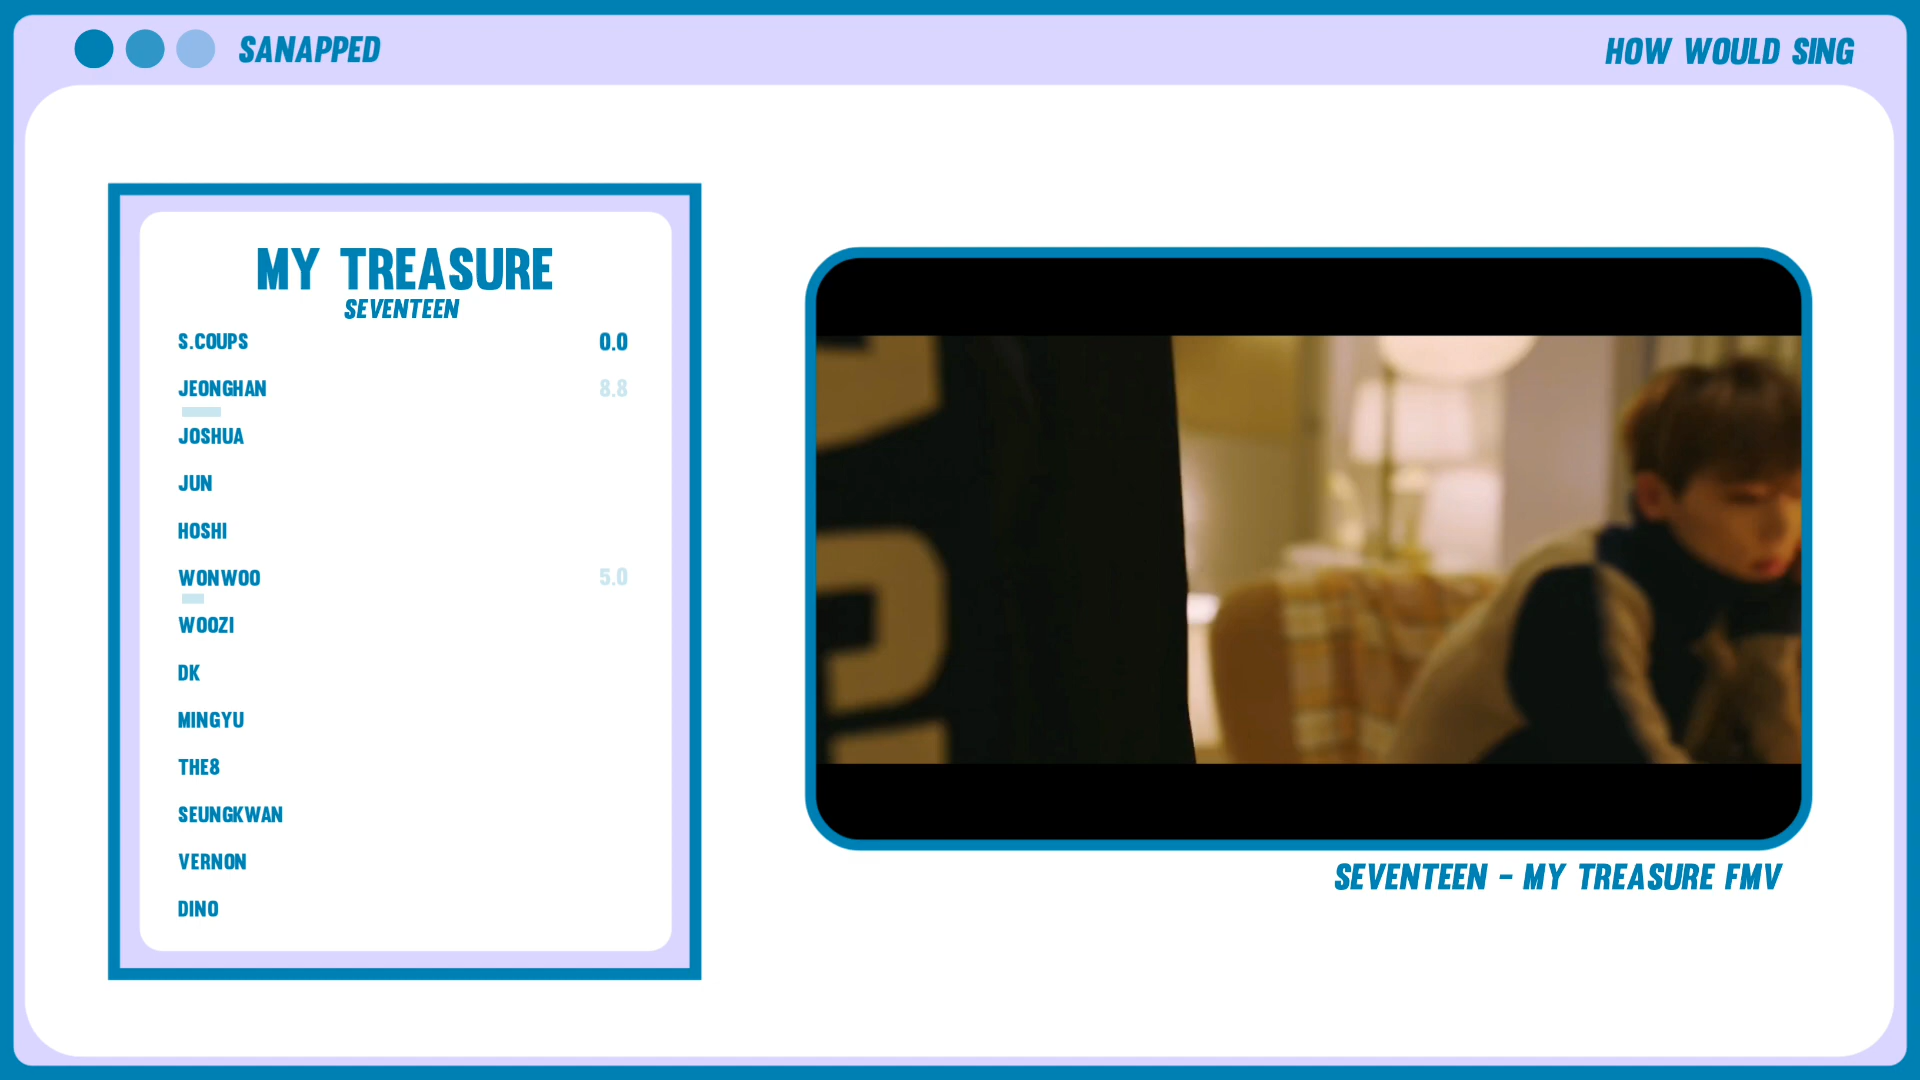 SANAPPED
HOW WOULD SING
MY TREASURE
SEVENTEEN
S.COUPS 0.0
JEONGHAN 8.8
JOSHUA
JUN
HOSHI
WONWOO 5.0
WOOZI
DK
MINGYU
THE8
SEUNGKWAN
VERNON
DINO
SEVENTEEN - MY TREASURE FMV